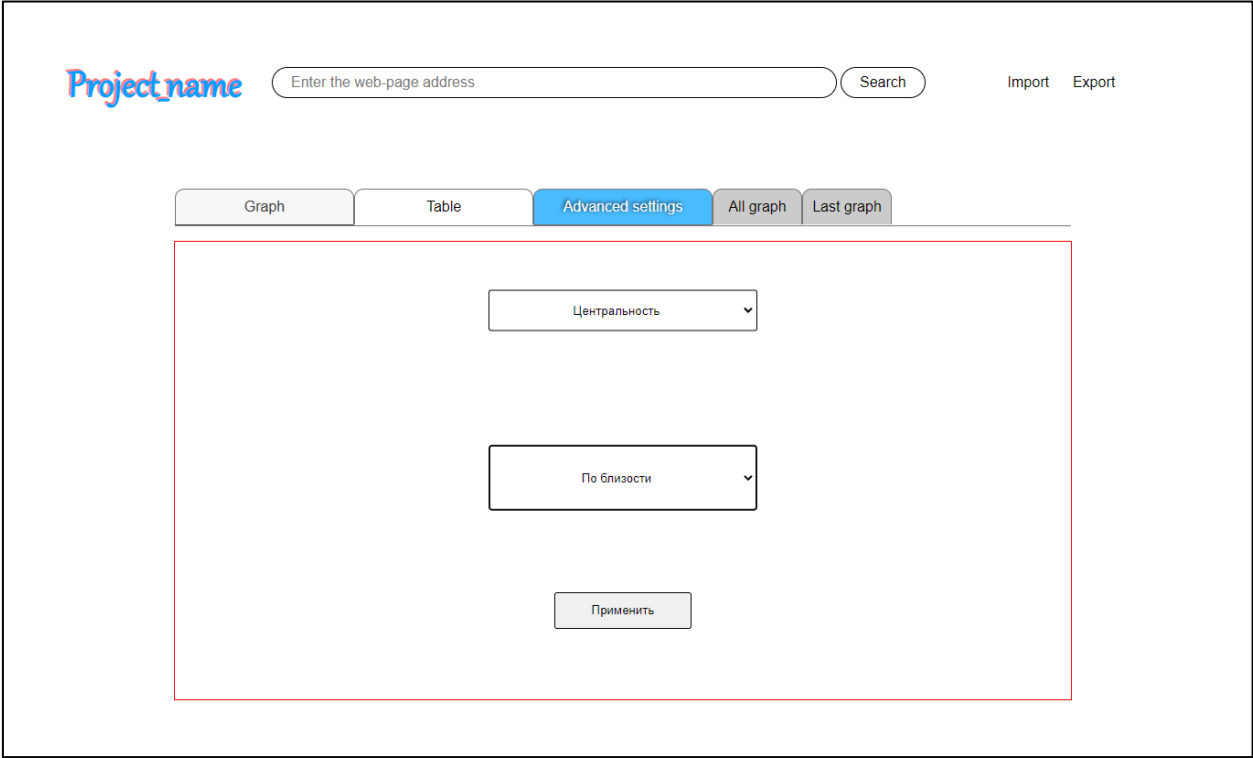 Project_name
Enter the web-page address
Search
Import
Export
Graph
Table
Advanced settings
All graph
Last graph
Центральность
По близости
Применить